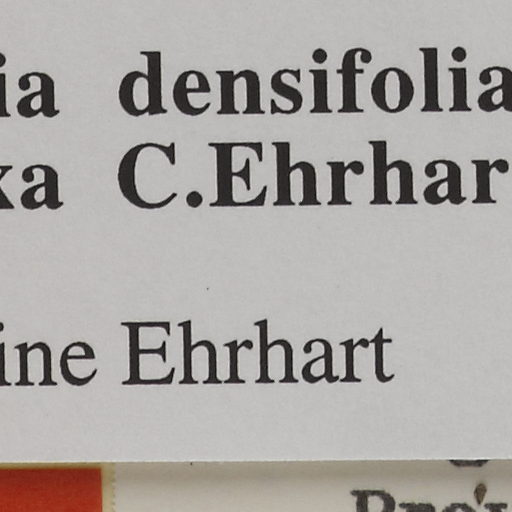 ia densifolia
xa C.Ehrhar
ine Ehrhart